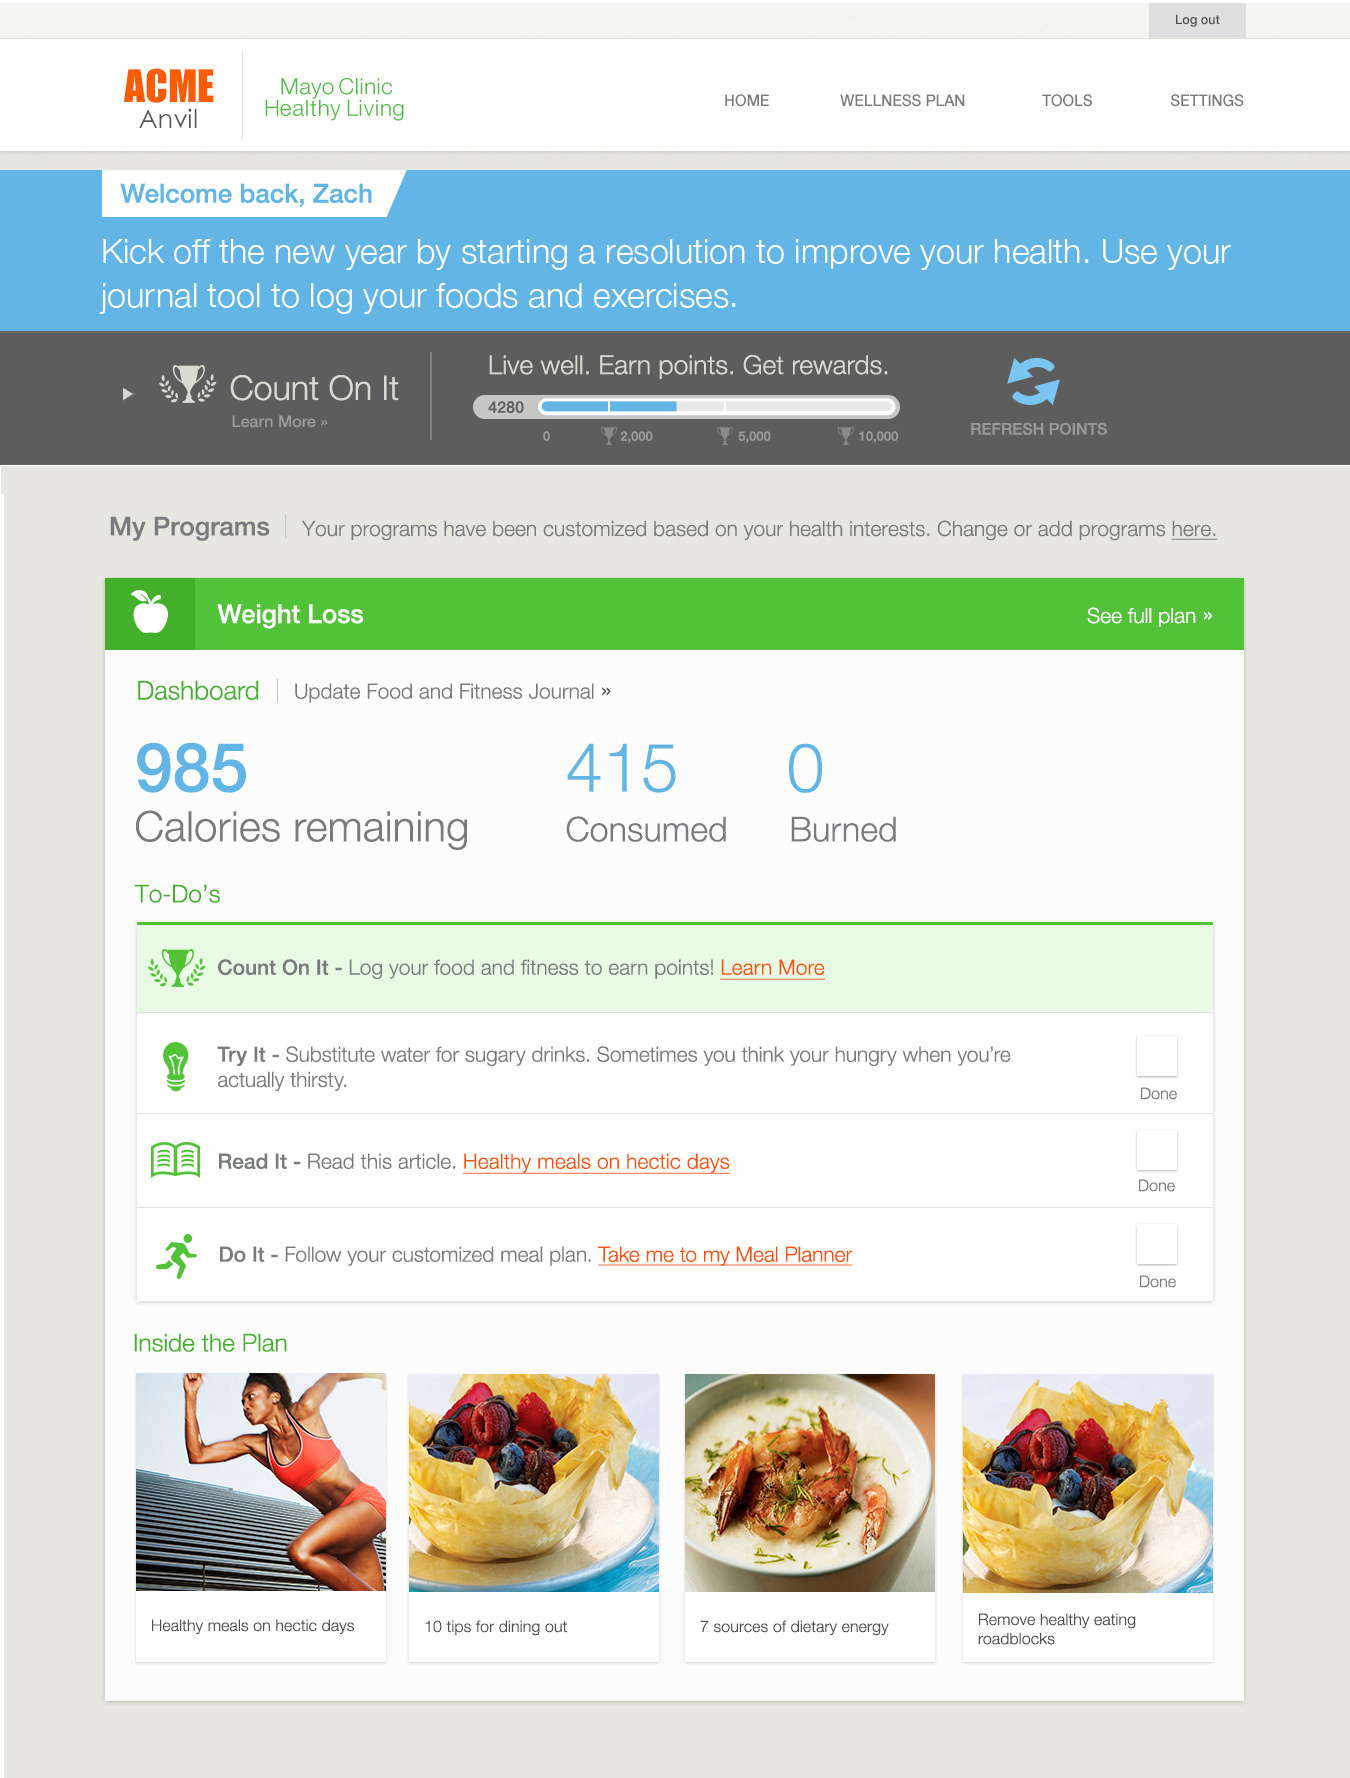 Log out
ACME
Anvil
Mayo Clinic
Healthy Living
HOME
WELLNESS PLAN
TOOLS
SETTINGS
Welcome back, Zach
Kick off the new year by starting a resolution to improve your health. Use your
journal tool to log your foods and exercises.
Count On It
Learn More »
Live well. Earn points. Get rewards.
4280
0
2,000
5,000
10,000
REFRESH POINTS
My Programs
Your programs have been customized based on your health interests. Change or add programs here.
Weight Loss
See full plan »
Dashboard
Update Food and Fitness Journal »
985
Calories remaining
415
Consumed
0
Burned
To-Do’s
Count On It - Log your food and fitness to earn points! Learn More
Try It - Substitute water for sugary drinks. Sometimes you think your hungry when you’re
actually thirsty.
Done
Read It - Read this article. Healthy meals on hectic days
Done
Do It - Follow your customized meal plan. Take me to my Meal Planner
Done
Inside the Plan
Healthy meals on hectic days
10 tips for dining out
7 sources of dietary energy
Remove healthy eating
roadblocks